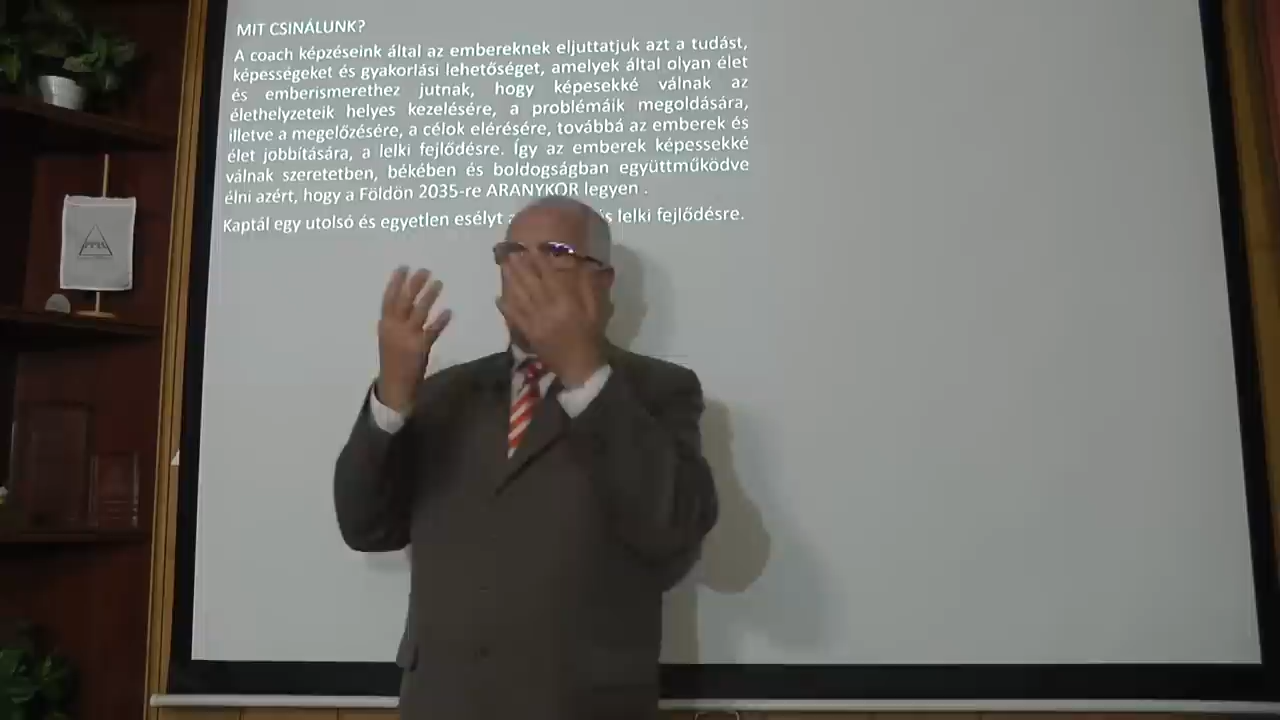 MIT CSINÁLUNK?
A coach képzéseink által az embereknek eljuttatjuk azt a tudást,
képességeket és gyakorlási lehetőséget, amelyek által olyan élet
és emberismerethez jutnak, hogy képesekké válnak az
élethelyzeteik helyes kezelésére, a problémáik megoldására,
illetve a megelőzésére, a célok elérésére, továbbá az emberek és
élet jobbítására, a lelki fejlődésre. Így az emberek képessekké
válnak szeretetben, békében és boldogságban együttműködve
élni azért, hogy a Földön 2035-re ARANYKOR legyen .
Kaptál egy utolsó és egyetlen esélyt lelki fejlődésre.